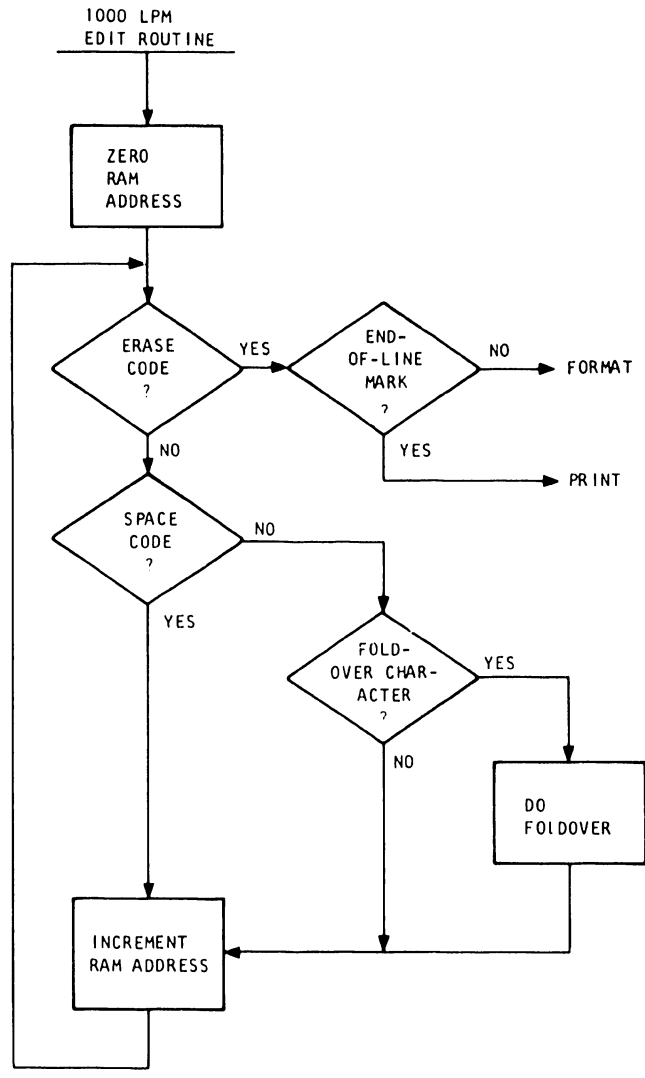 1000 LPM
EDIT ROUTINE
ZERO
RAM
ADDRESS
ERASE
CODE
?
YES
END-
OF-LINE
MARK
?
NO
FORMAT
YES
PRINT
NO
SPACE
CODE
?
NO
YES
FOLD-
OVER CHAR-
ACTER
?
YES
NO
DO
FOLDOVER
INCREMENT
RAM ADDRESS